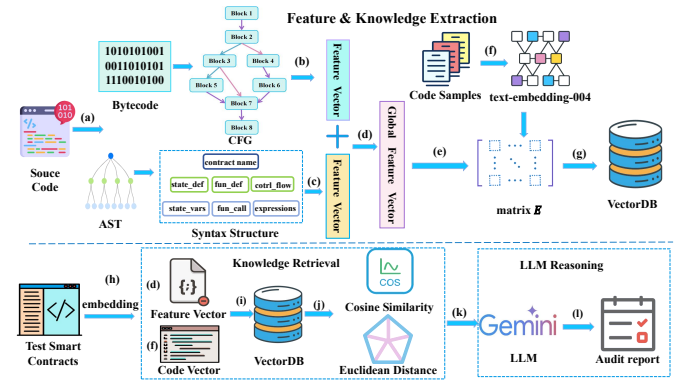 Feature & Knowledge Extraction
1010101001
0011010101
1110010100
Bytecode
Block 1
Block 2
Block 3
Block 4
Block 5
Block 6
Block 7
Block 8
CFG
(b)
Feature Vector
(a)
101
010
Souce
Code
AST
contract name
state_def
fun_def
cotrl_flow
state_vars
fun_call
expressions
Syntax Structure
(c)
Feature Vector
(d)
Global Feature Vector
Code Samples
(f)
text-embedding-004
(e)
matrix E
(g)
VectorDB
Test Smart
Contracts
(h)
embedding
Knowledge Retrieval
(d)
{;}
Feature Vector
(f)
Code Vector
(i)
VectorDB
(j)
COS
Cosine Similarity
Euclidean Distance
(k)
LLM Reasoning
Gemini
LLM
(l)
Audit report